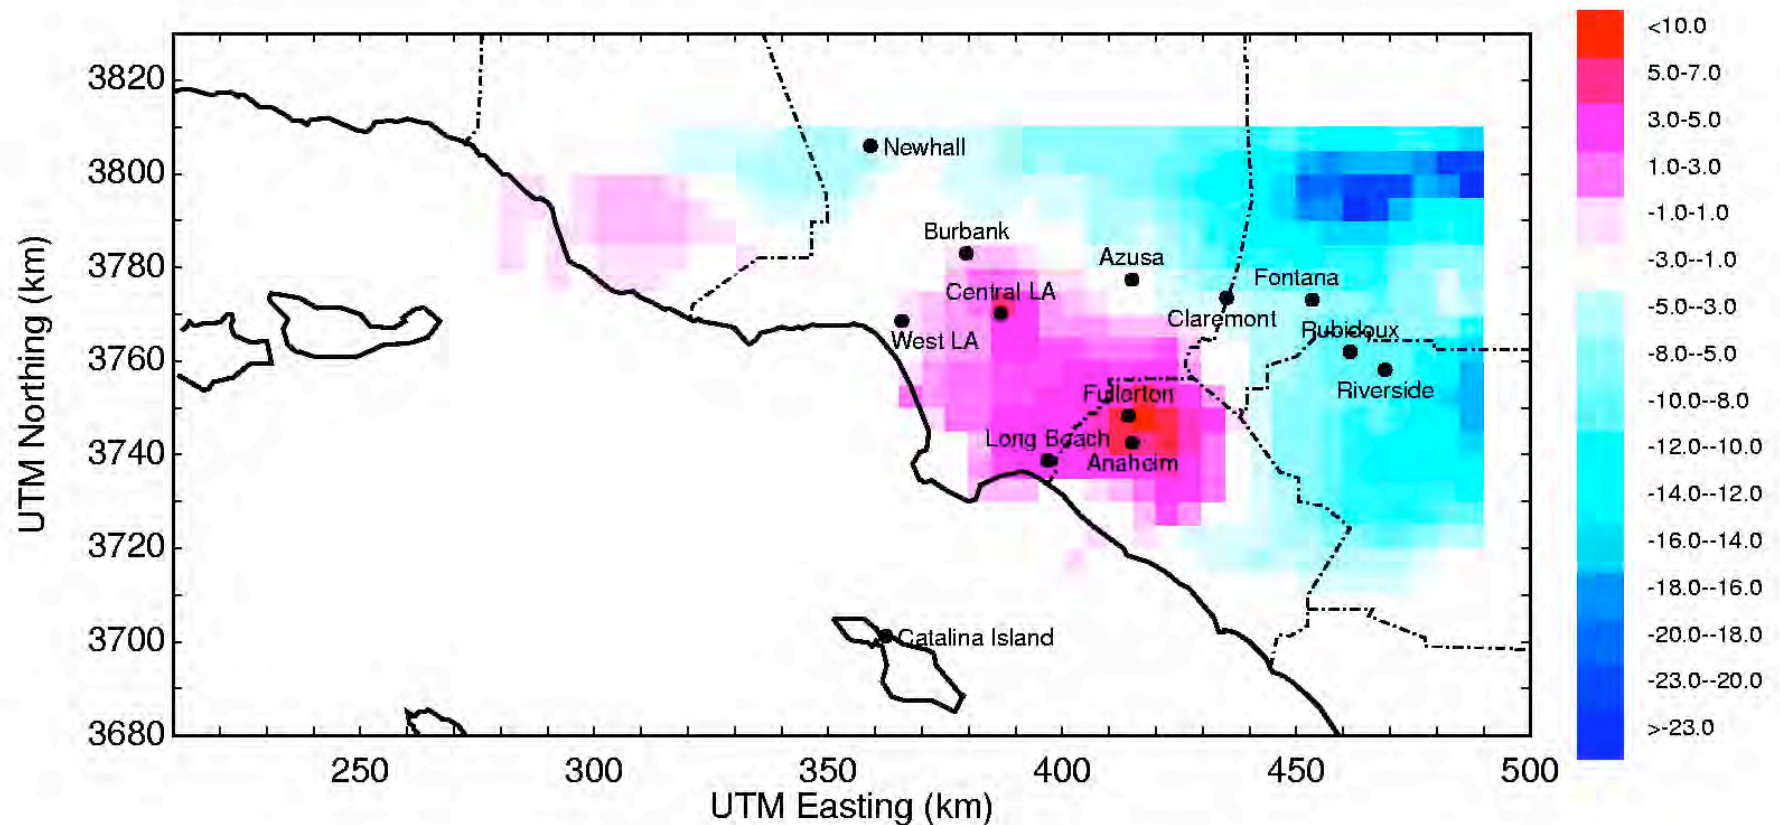 <10.0
3820
5.0-7.0
3.0-5.0
Newhall
3800
1.0-3.0
-1.0-1.0
Burbank
Azusa
-3.0--1.0
3780
Fontana
Central LA
-5.0--3.0
Claremont
Rubidoux
West LA
3760
-8.0--5.0
Fullerton
Riverside
-10.0--8.0
Long Beach
3740
Anaheim
-12.0--10.0
-14.0--12.0
3720
-16.0--14.0
-18.0--16.0
3700
Catalina Island
-20.0--18.0
-23.0--20.0
3680
>-23.0
250 300 350 400 450 500
UTM Easting (km)
UTM Northing (km)